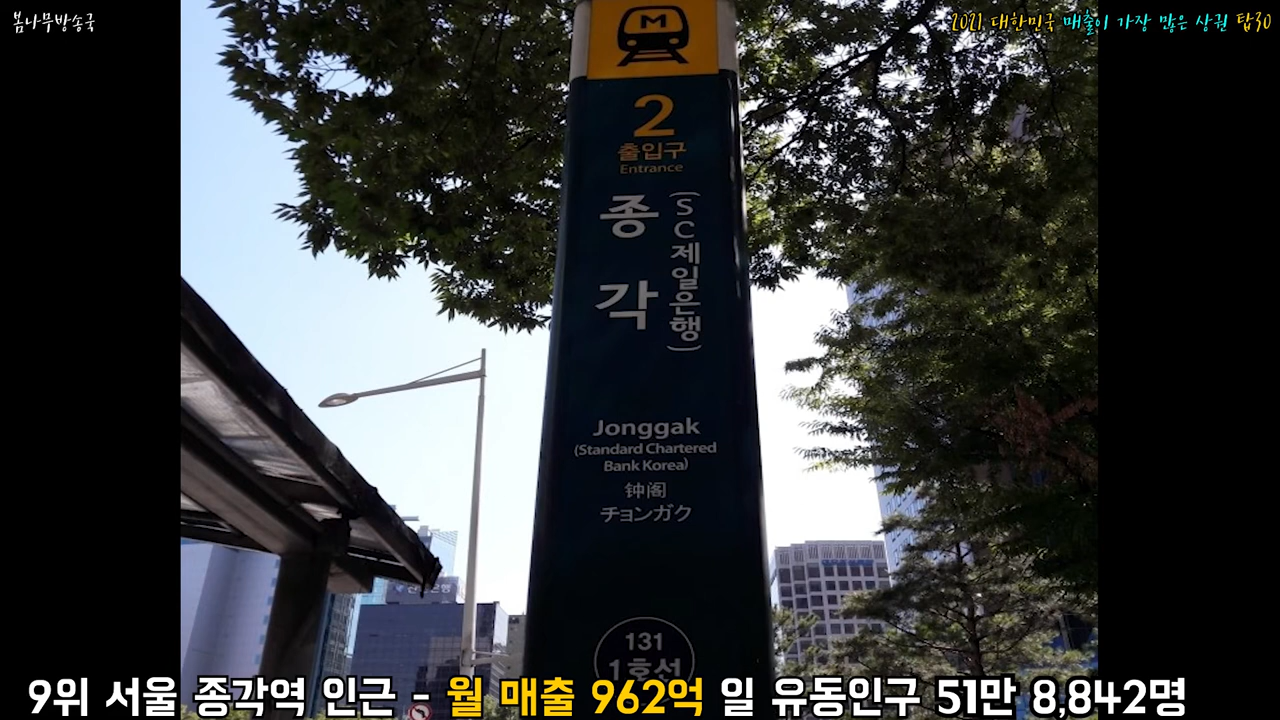 봄나무방송국
2021 대한민국 매출이 가장 많은 상권 탑30
M
2
출입구
Entrance
종각
(SC제일은행)
Jonggak
(Standard Chartered
Bank Korea)
钟阁
チョンガク
131
1호선
9위 서울 종각역 인근 - 월 매출 962억 일 유동인구 51만 8,842명